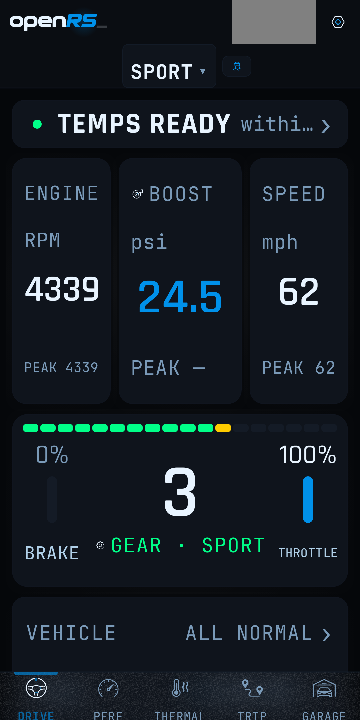 openRS_
SPORT ▾
TEMPS READY withi… ›
ENGINE
RPM
4339
PEAK 4339
BOOST
psi
24.5
PEAK —
SPEED
mph
62
PEAK 62
0%
BRAKE
3
GEAR · SPORT
100%
THROTTLE
VEHICLE
ALL NORMAL ›
DRIVE
PERF
THERMAL
TRIP
GARAGE